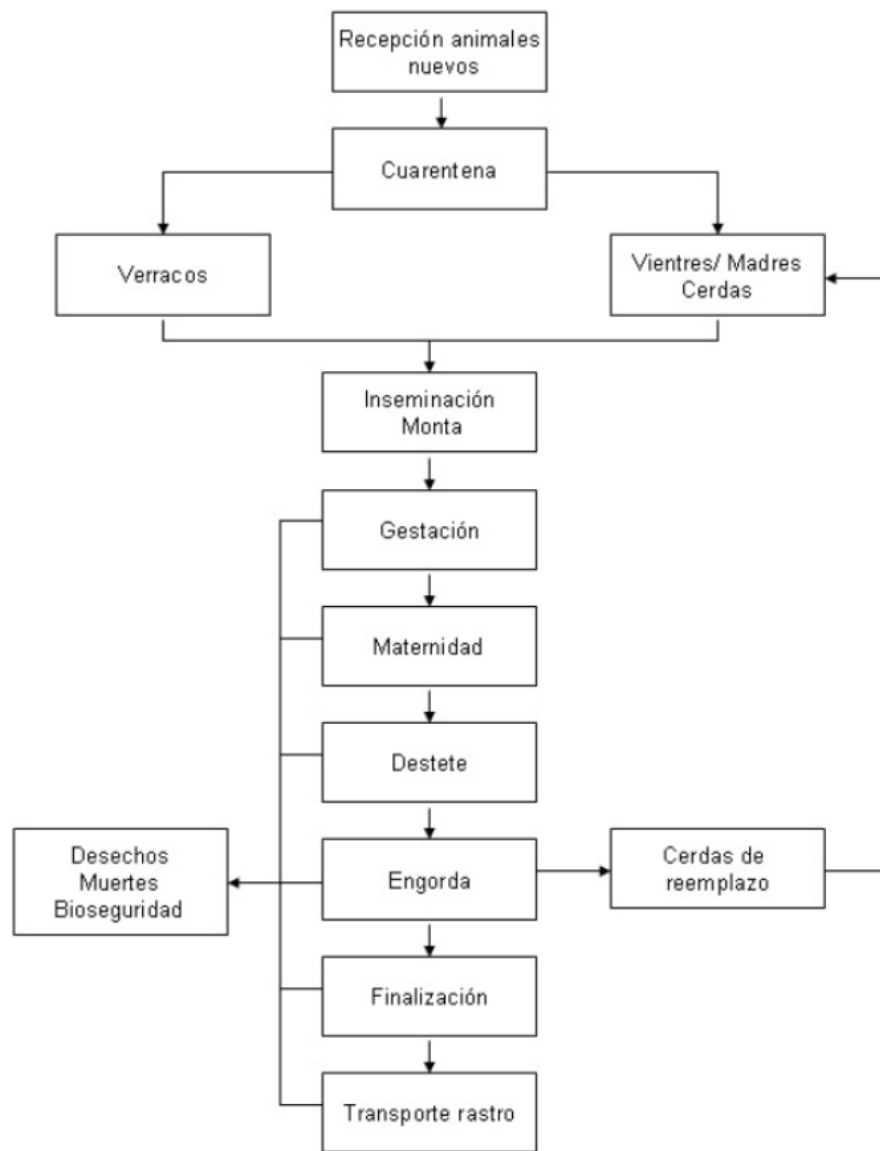 Recepción animales
nuevos
Cuarentena
Verracos
Vientres/ Madres
Cerdas
Inseminación
Monta
Gestación
Maternidad
Destete
Desechos
Muertes
Bioseguridad
Engorda
Cerdas de
reemplazo
Finalización
Transporte rastro